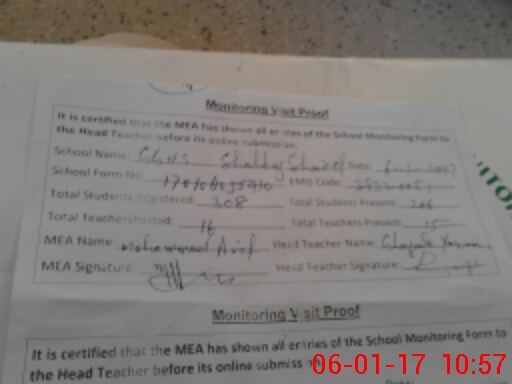 Monitoring Visit Proof
It is certified that the MEA has shown all entries of the School Monitoring Form to
the Head Teacher before its online submission.
School Name: Date:
School Form No: EMIS Code:
Total Students Registered: 308 Total Students Present: 206
Total TeachersPosted: 16 Total Teachers Present: 15
MEA Name: Mohammad Arif Head Teacher Name:
MEA Signature: Head Teacher Signature:
Monitoring Visit Proof
It is certified that the MEA has shown all entries of the School Monitoring Form to
the Head Teacher before its online
06-01-17 10:57